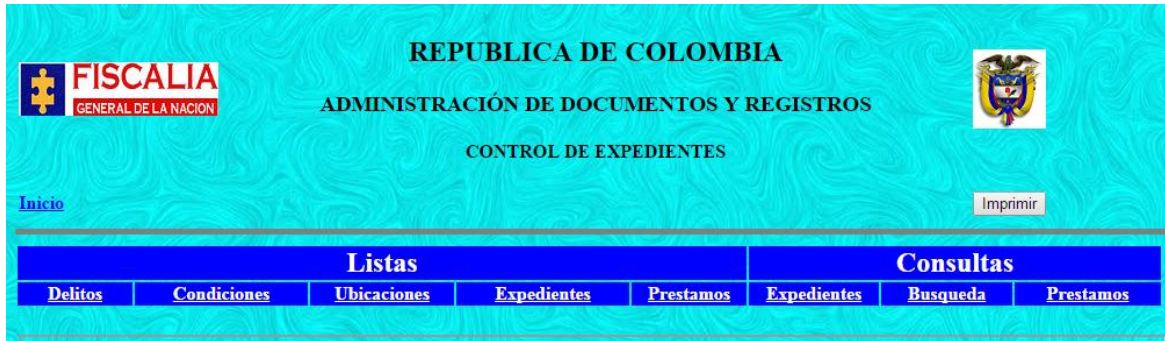 REPUBLICA DE COLOMBIA
FISCALIA
GENERAL DE LA NACION
ADMINISTRACIÓN DE DOCUMENTOS Y REGISTROS
CONTROL DE EXPEDIENTES
Inicio
Imprimir
Listas Consultas
Delitos Condiciones Ubicaciones Expedientes Prestamos Expedientes Busqueda Prestamos